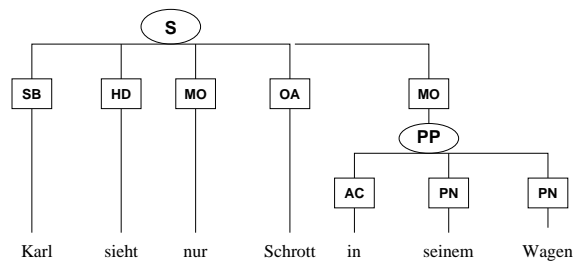 S
SB HD MO OA MO
PP
AC PN PN
Karl sieht nur Schrott in seinem Wagen